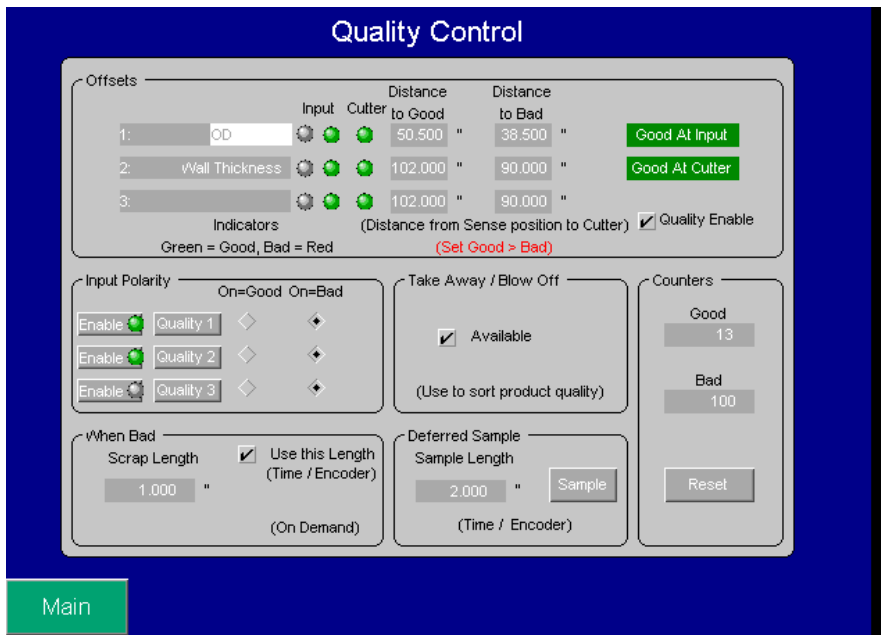 Quality Control
Offsets
Distance Distance
Input Cutter to Good to Bad
1: OD 50.500 " 38.500 " Good At Input
2: Wall Thickness 102.000 " 90.000 " Good At Cutter
3: 102.000 " 90.000 "
Indicators (Distance from Sense position to Cutter) Quality Enable
Green = Good, Bad = Red (Set Good > Bad)
Input Polarity
On=Good On=Bad
Enable Quality 1
Enable Quality 2
Enable Quality 3
Take Away / Blow Off
Available
(Use to sort product quality)
Counters
Good
13
Bad
100
Reset
When Bad
Scrap Length Use this Length
(Time / Encoder)
1.000 "
(On Demand)
Deferred Sample
Sample Length
2.000 " Sample
(Time / Encoder)
Main